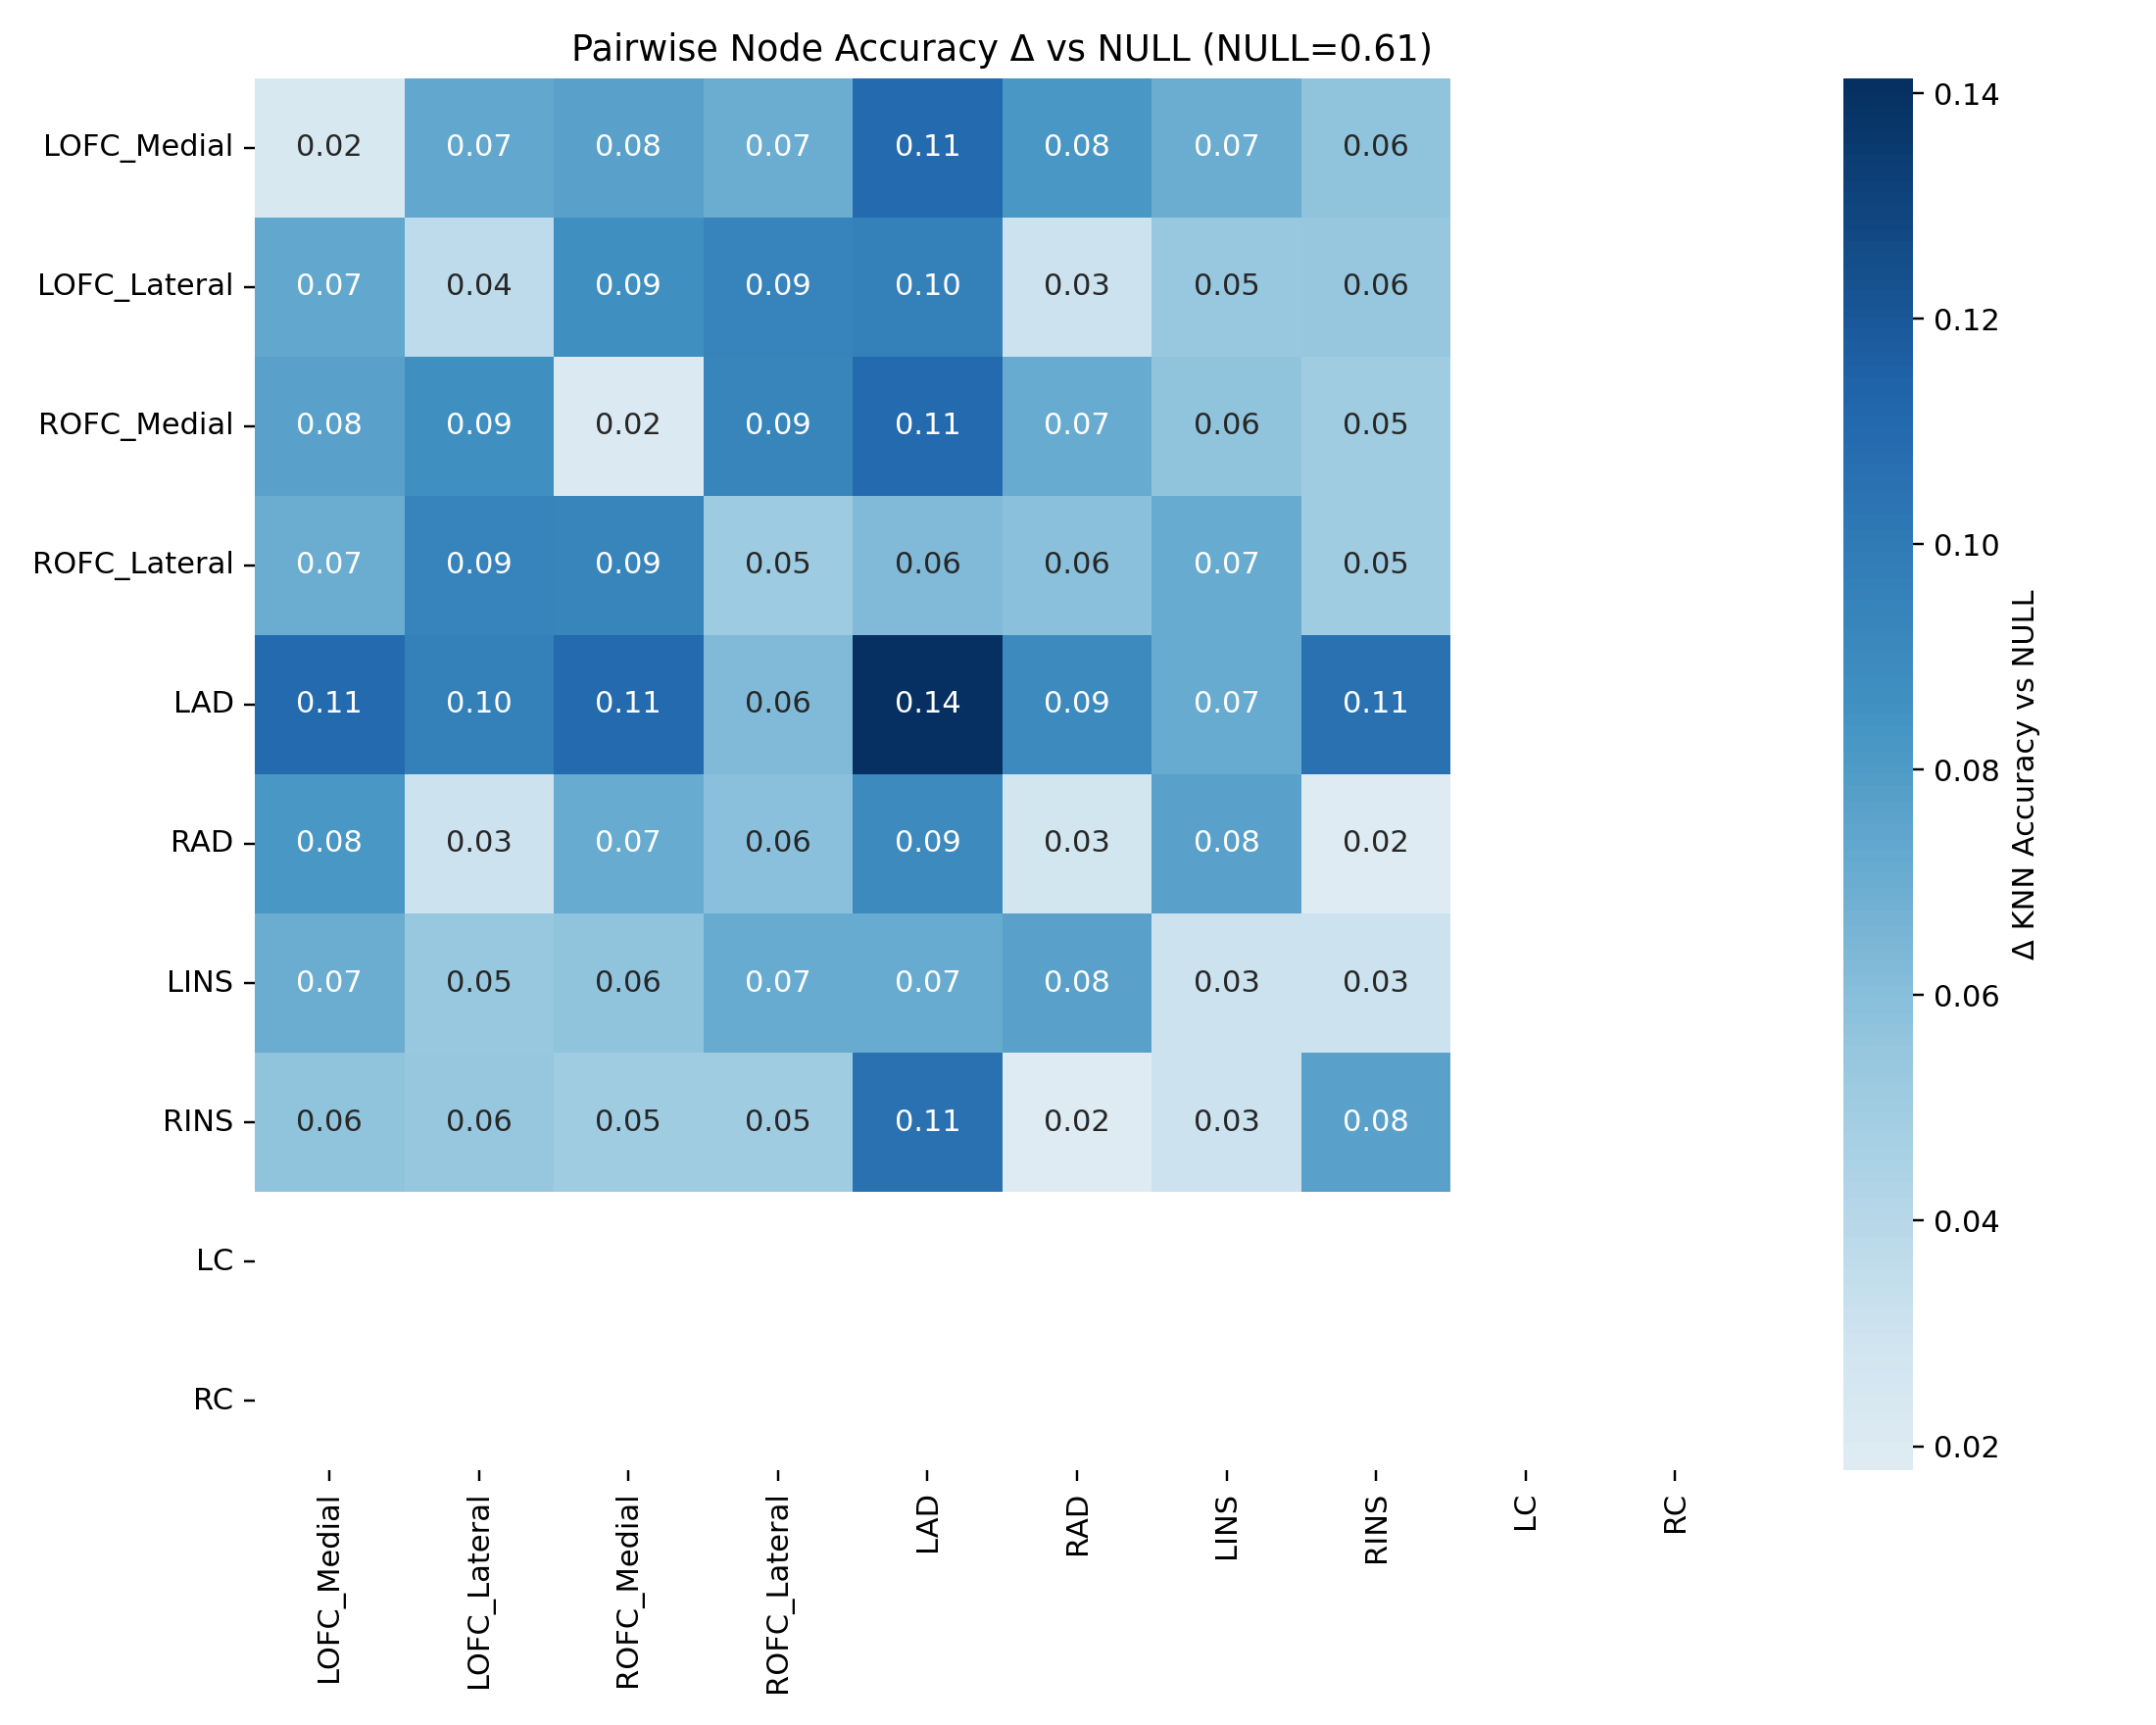 Pairwise Node Accuracy Δ vs NULL (NULL=0.61)
LOFC_Medial 0.02 0.07 0.08 0.07 0.11 0.08 0.07 0.06
LOFC_Lateral 0.07 0.04 0.09 0.09 0.10 0.03 0.05 0.06
ROFC_Medial 0.08 0.09 0.02 0.09 0.11 0.07 0.06 0.05
ROFC_Lateral 0.07 0.09 0.09 0.05 0.06 0.06 0.07 0.05
LAD 0.11 0.10 0.11 0.06 0.14 0.09 0.07 0.11
RAD 0.08 0.03 0.07 0.06 0.09 0.03 0.08 0.02
LINS 0.07 0.05 0.06 0.07 0.07 0.08 0.03 0.03
RINS 0.06 0.06 0.05 0.05 0.11 0.02 0.03 0.08
LC
RC
LOFC_Medial
LOFC_Lateral
ROFC_Medial
ROFC_Lateral
LAD
RAD
LINS
RINS
LC
RC
0.14
0.12
0.10
0.08
0.06
0.04
0.02
Δ KNN Accuracy vs NULL